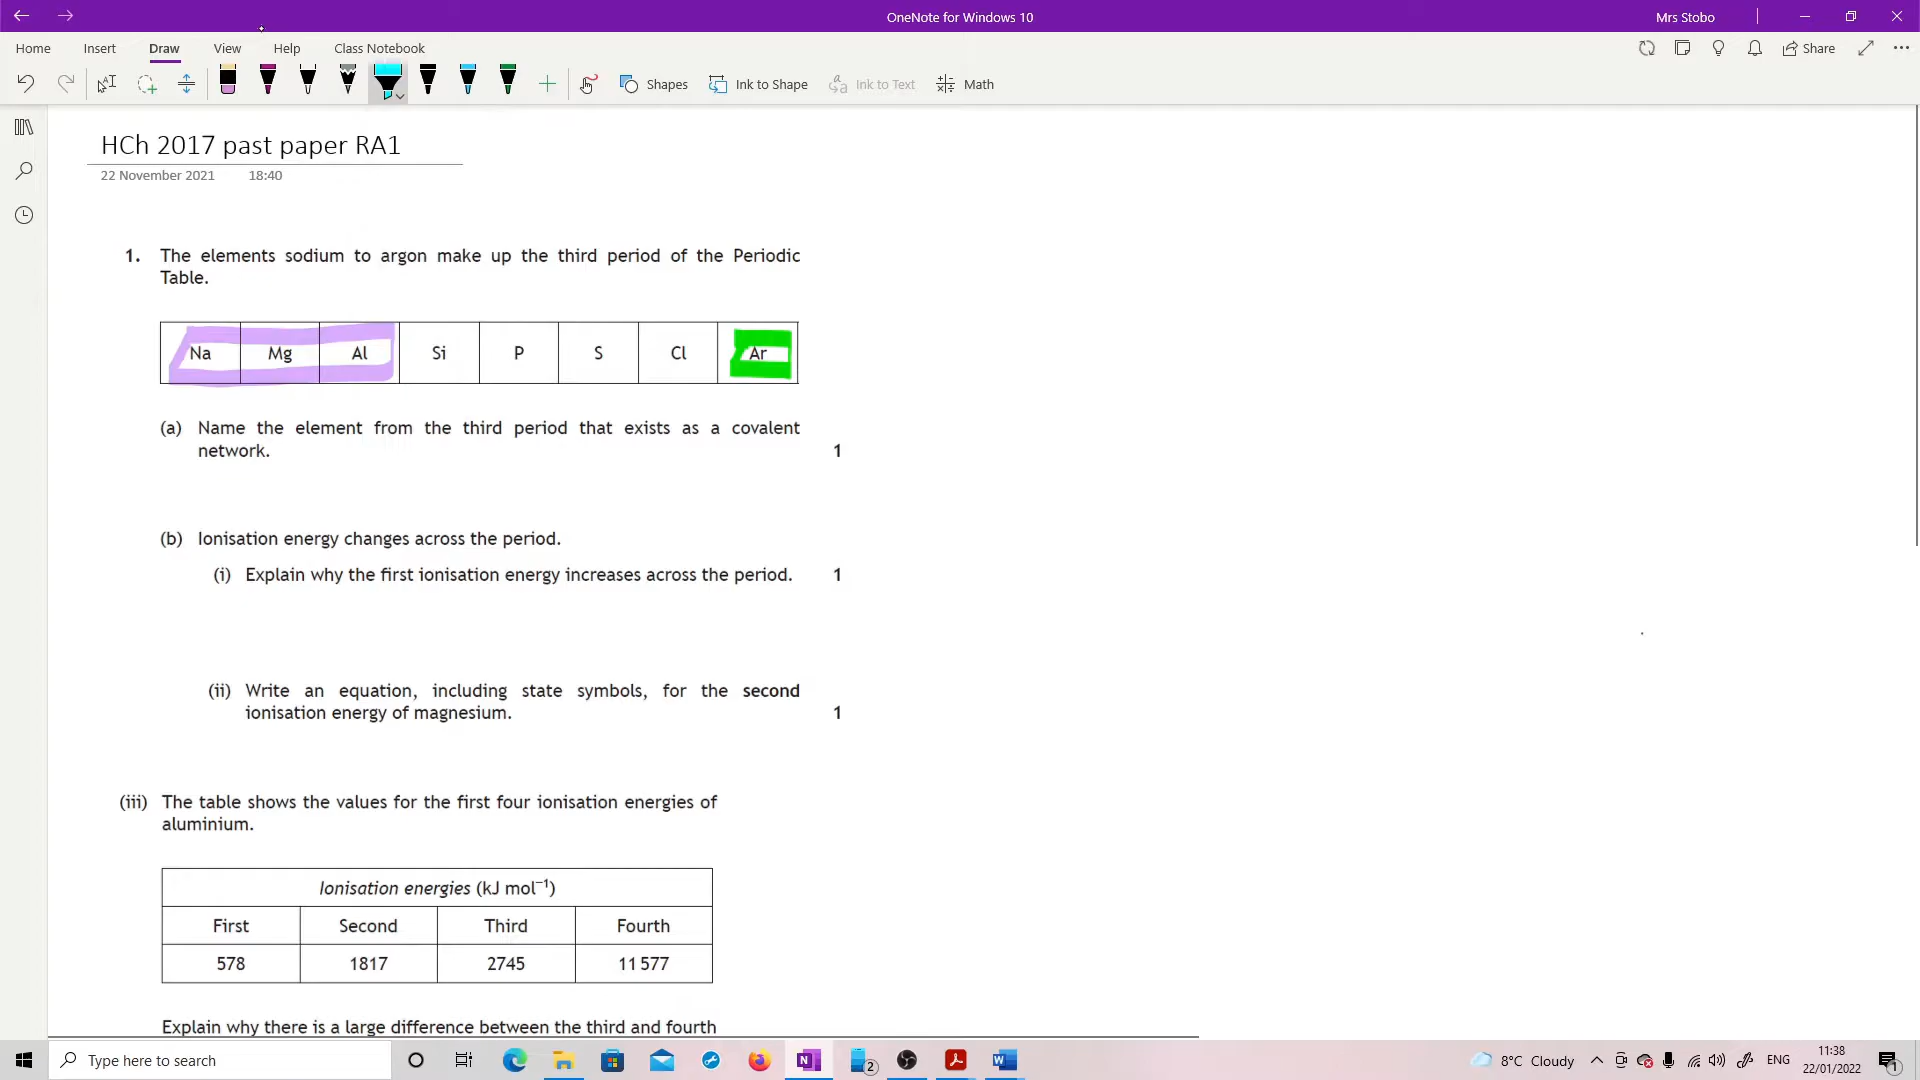 OneNote for Windows 10
Mrs Stobo
Home Insert Draw View Help Class Notebook
Share
Shapes Ink to Shape Ink to Text Math
HCh 2017 past paper RA1
22 November 2021 18:40
1. The elements sodium to argon make up the third period of the Periodic
Table.
Na Mg Al Si P S Cl Ar
(a) Name the element from the third period that exists as a covalent
network. 1
(b) Ionisation energy changes across the period.
(i) Explain why the first ionisation energy increases across the period. 1
(ii) Write an equation, including state symbols, for the second
ionisation energy of magnesium. 1
(iii) The table shows the values for the first four ionisation energies of
aluminium.
Ionisation energies (kJ mol⁻¹)
First Second Third Fourth
578 1817 2745 11 577
Explain why there is a large difference between the third and fourth
Type here to search
2
8°C Cloudy
ENG
11:38
22/01/2022
1